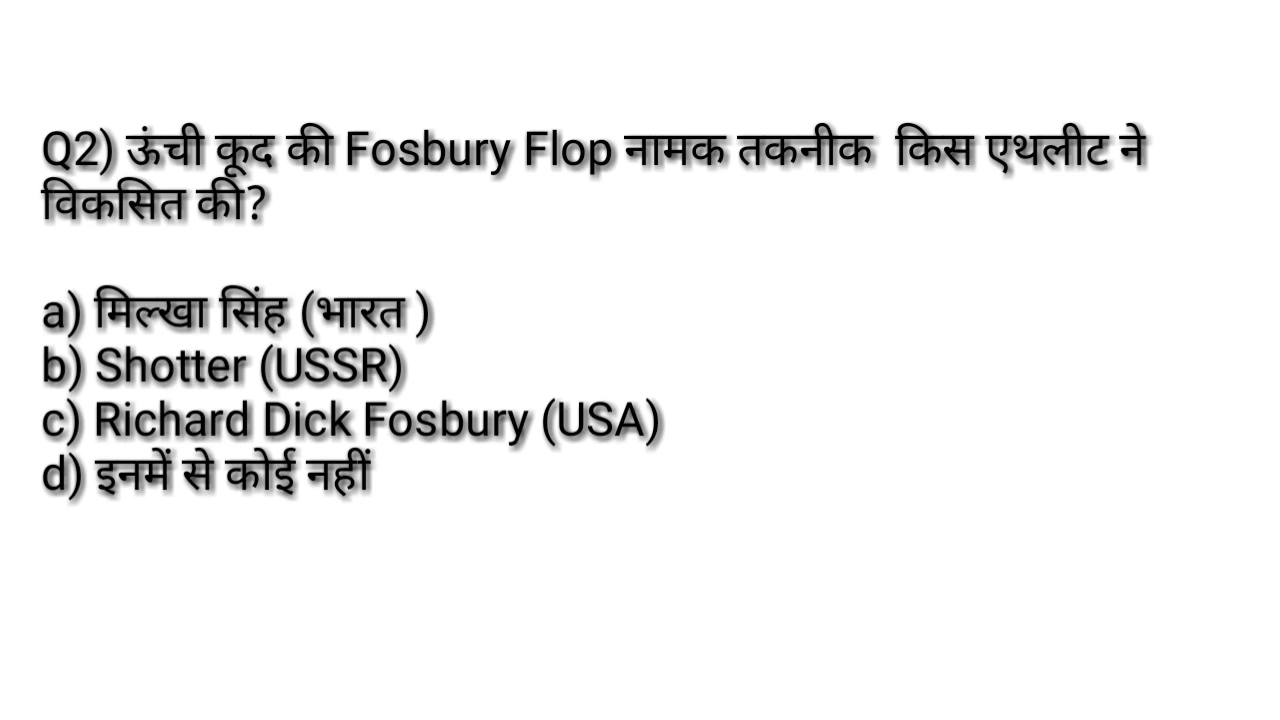 Q2) ऊंची कूद की Fosbury Flop नामक तकनीक  किस एथलीट ने
विकसित की?
a) मिल्खा सिंह (भारत )
b) Shotter (USSR)
c) Richard Dick Fosbury (USA)
d) इनमें से कोई नहीं